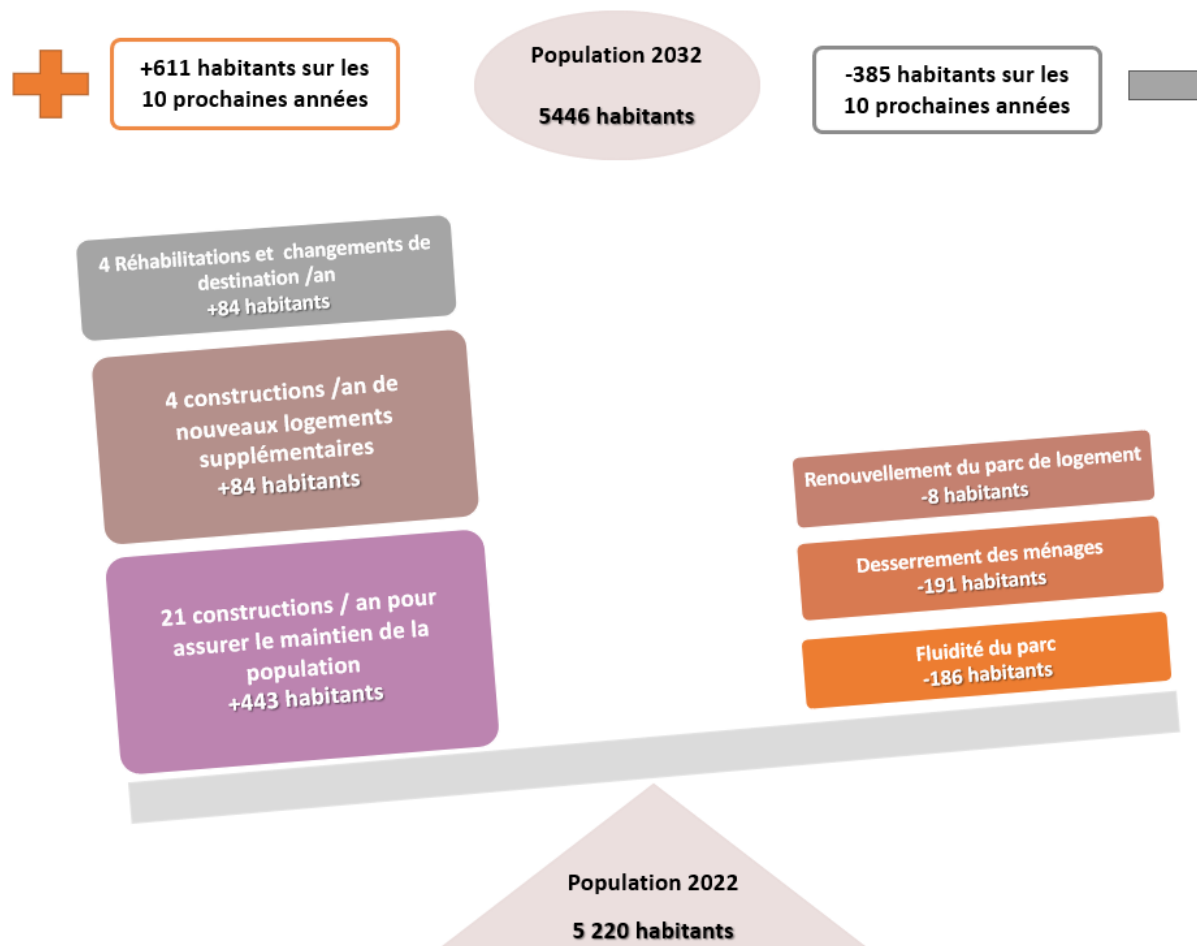 +611 habitants sur les
10 prochaines années
Population 2032
5446 habitants
-385 habitants sur les
10 prochaines années
4 Réhabilitations et changements de
destination /an
+84 habitants
4 constructions /an de
nouveaux logements
supplémentaires
+84 habitants
21 constructions / an pour
assurer le maintien de la
population
+443 habitants
Renouvellement du parc de logement
-8 habitants
Desserrement des ménages
-191 habitants
Fluidité du parc
-186 habitants
Population 2022
5 220 habitants